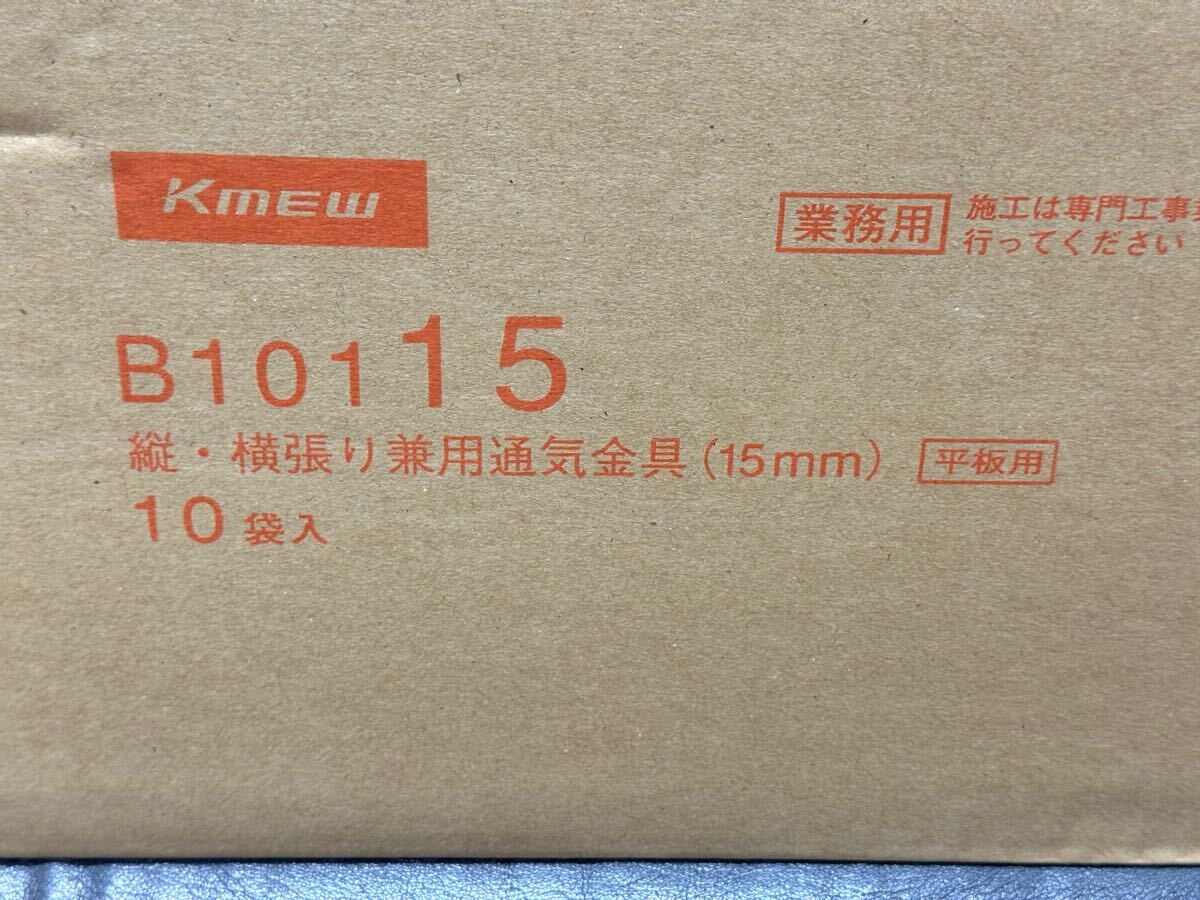 KMEW
業務用
施工は専門工事
行ってください
B10115
縦・横張り兼用通気金具(15mm) 平板用
10袋入